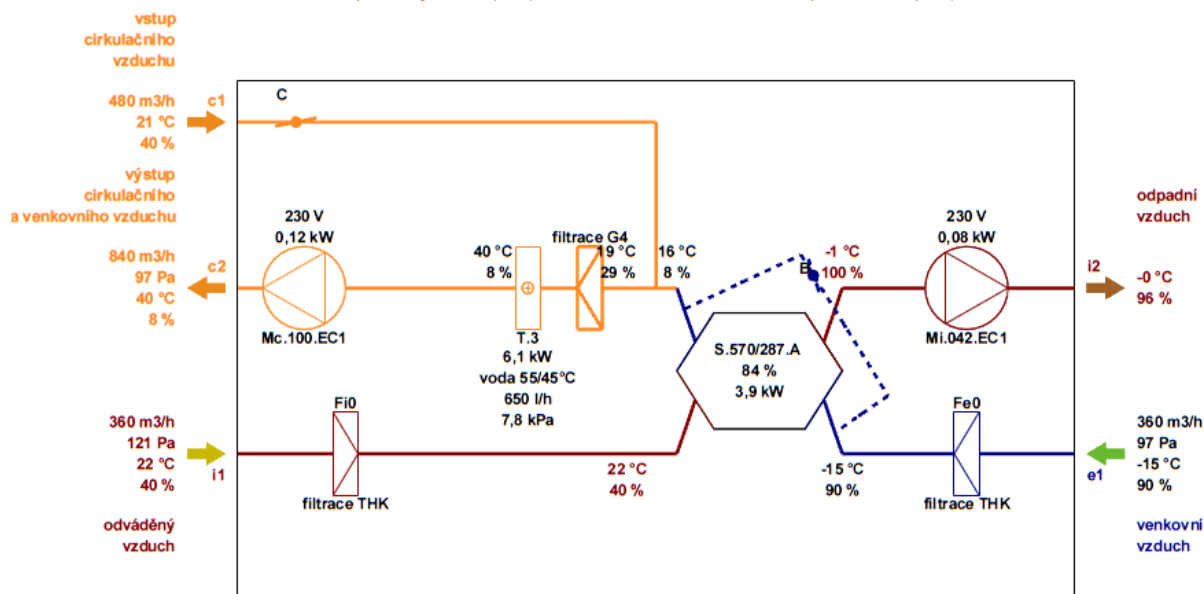 vstup
cirkulačního
vzduchu
480 m3/h
c1
21 °C
40 %
C
výstup
cirkulačního
a venkovního vzduchu
840 m3/h
97 Pa
c2
40 °C
8 %
230 V
0,12 kW
Mc.100.EC1
40 °C
8 %
T.3
6,1 kW
voda 55/45°C
650 l/h
7,8 kPa
filtrace G4
19 °C
29 %
16 °C
8 %
-1 °C
100 %
B
230 V
0,08 kW
Mi.042.EC1
odpadní
vzduch
i2
-0 °C
96 %
S.570/287.A
84 %
3,9 kW
360 m3/h
121 Pa
22 °C
40 %
i1
odváděný
vzduch
Fi0
filtrace THK
22 °C
40 %
-15 °C
90 %
Fe0
filtrace THK
360 m3/h
97 Pa
-15 °C
90 %
e1
venkovní
vzduch